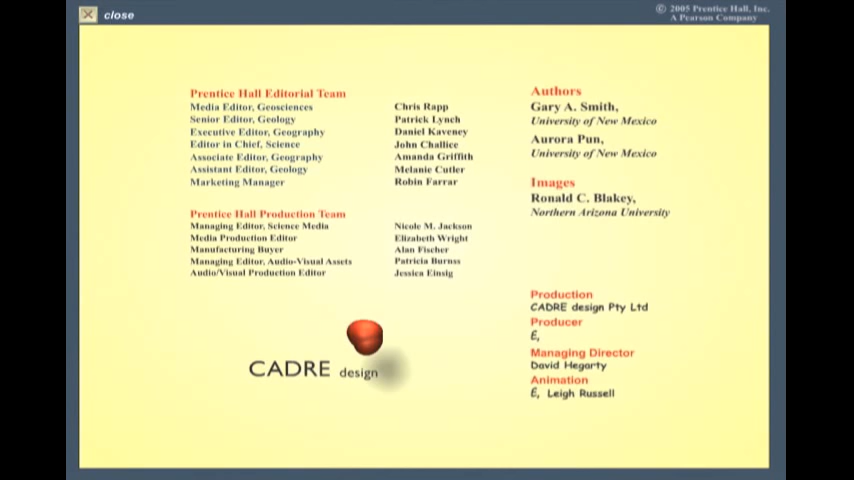 close
© 2005 Prentice Hall, Inc.
A Pearson Company
Prentice Hall Editorial Team
Media Editor, Geosciences Chris Rapp
Senior Editor, Geology Patrick Lynch
Executive Editor, Geography Daniel Kaveney
Editor in Chief, Science John Challice
Associate Editor, Geography Amanda Griffith
Assistant Editor, Geology Melanie Cutler
Marketing Manager Robin Farrar
Prentice Hall Production Team
Managing Editor, Science Media Nicole M. Jackson
Media Production Editor Elizabeth Wright
Manufacturing Buyer Alan Fischer
Managing Editor, Audio-Visual Assets Patricia Burnss
Audio/Visual Production Editor Jessica Einsig
CADRE design
Authors
Gary A. Smith,
University of New Mexico
Aurora Pun,
University of New Mexico
Images
Ronald C. Blakey,
Northern Arizona University
Production
CADRE design Pty Ltd
Producer
E,
Managing Director
David Hegarty
Animation
E, Leigh Russell